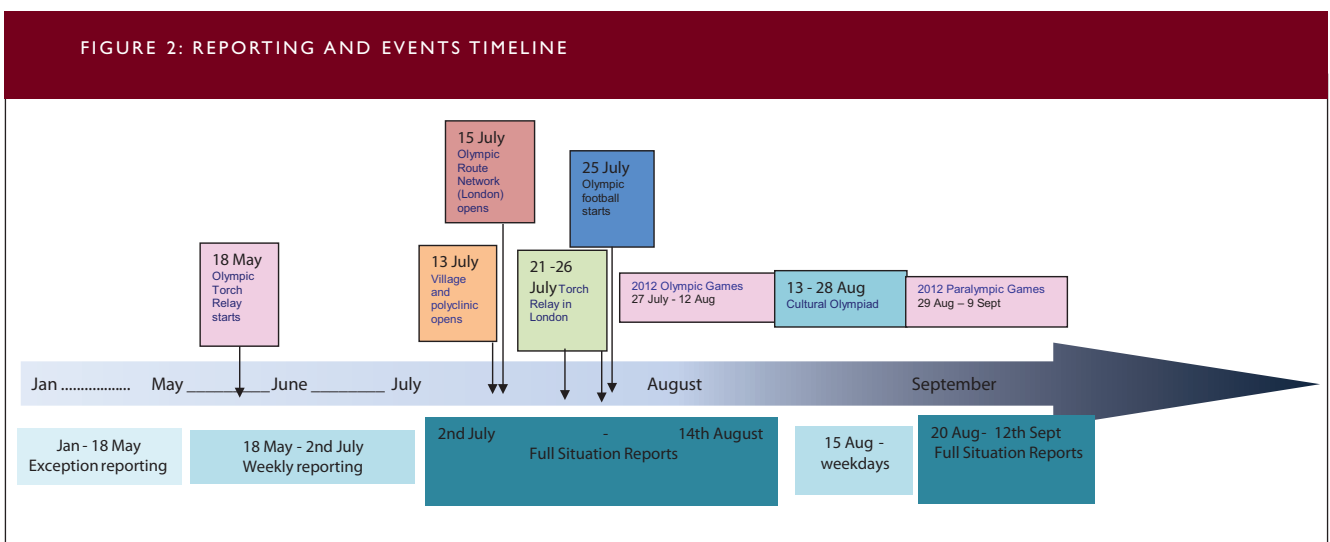 FIGURE 2: REPORTING AND EVENTS TIMELINE
15 July
Olympic
Route
Network
(London)
opens
25 July
Olympic
football
starts
18 May
Olympic
Torch
Relay
starts
13 July
Village
and
polyclinic
opens
21 -26
July Torch
Relay in
London
2012 Olympic Games
27 July - 12 Aug
13 - 28 Aug
Cultural Olympiad
2012 Paralympic Games
29 Aug – 9 Sept
Jan ................. May __________ June _________ July August September
Jan - 18 May
Exception reporting
18 May - 2nd July
Weekly reporting
2nd July - 14th August
Full Situation Reports
15 Aug -
weekdays
20 Aug- 12th Sept
Full Situation Reports